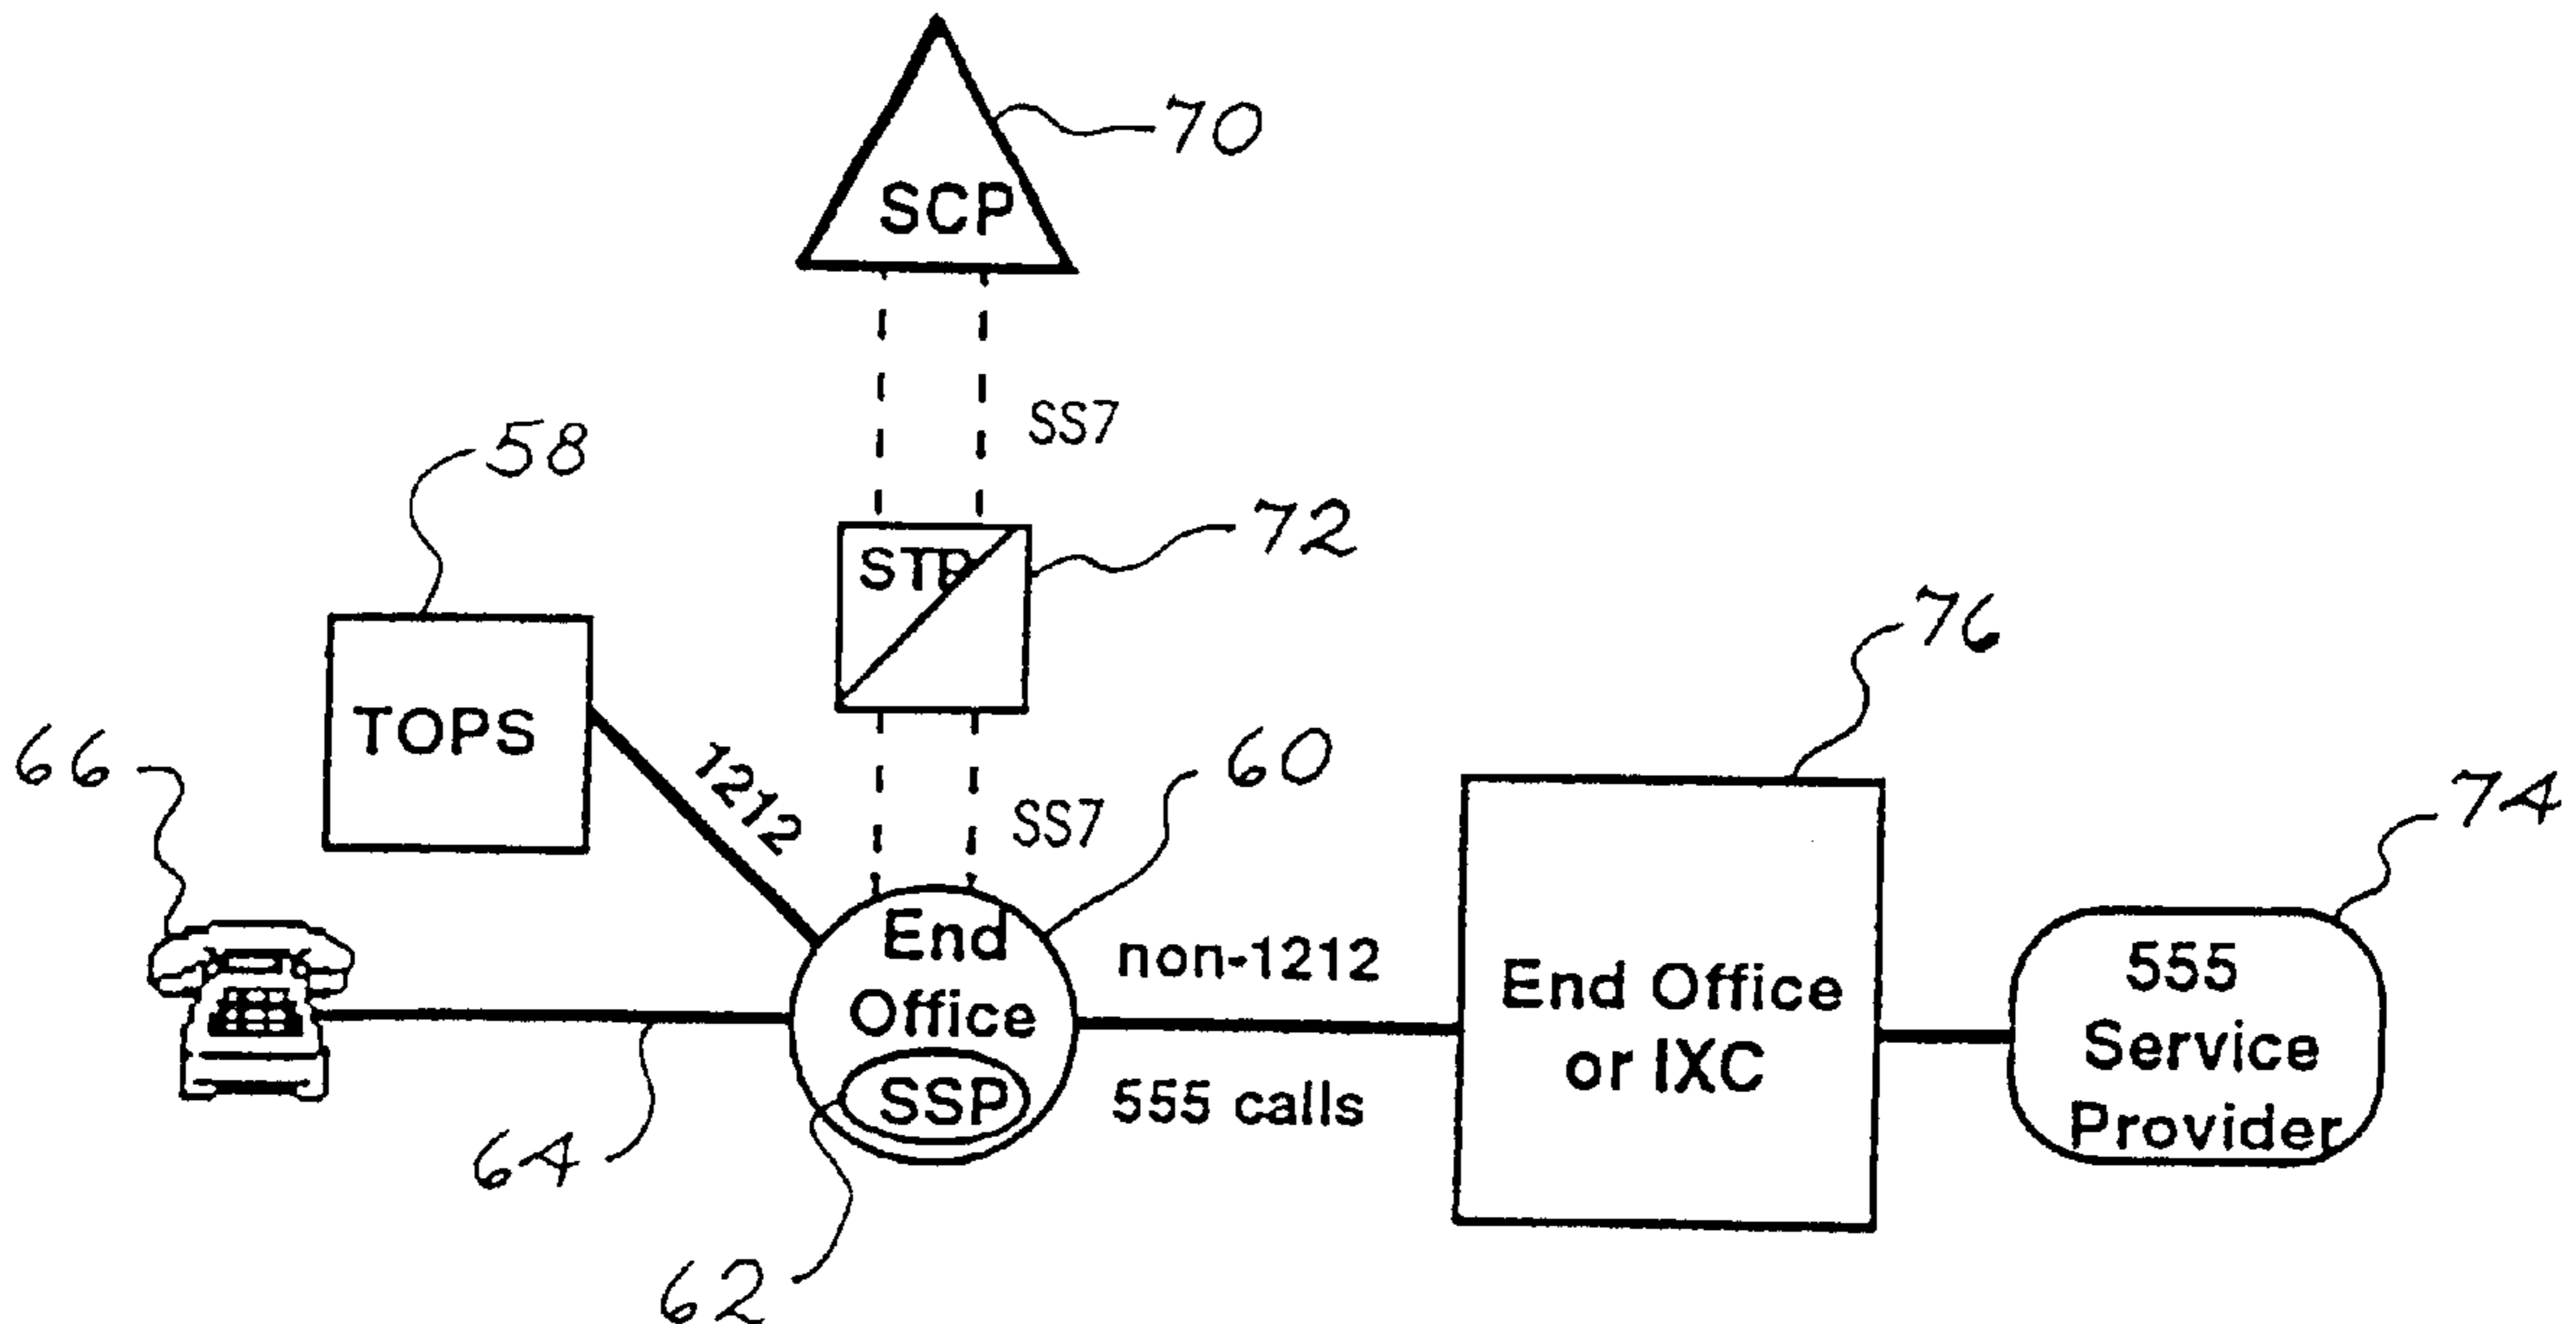 70
SCP
SS7
58
STP
72
76
TOPS
1212
66
60
SS7
74
End
Office
SSP
non-1212
555 calls
End Office
or IXC
555
Service
Provider
64
62